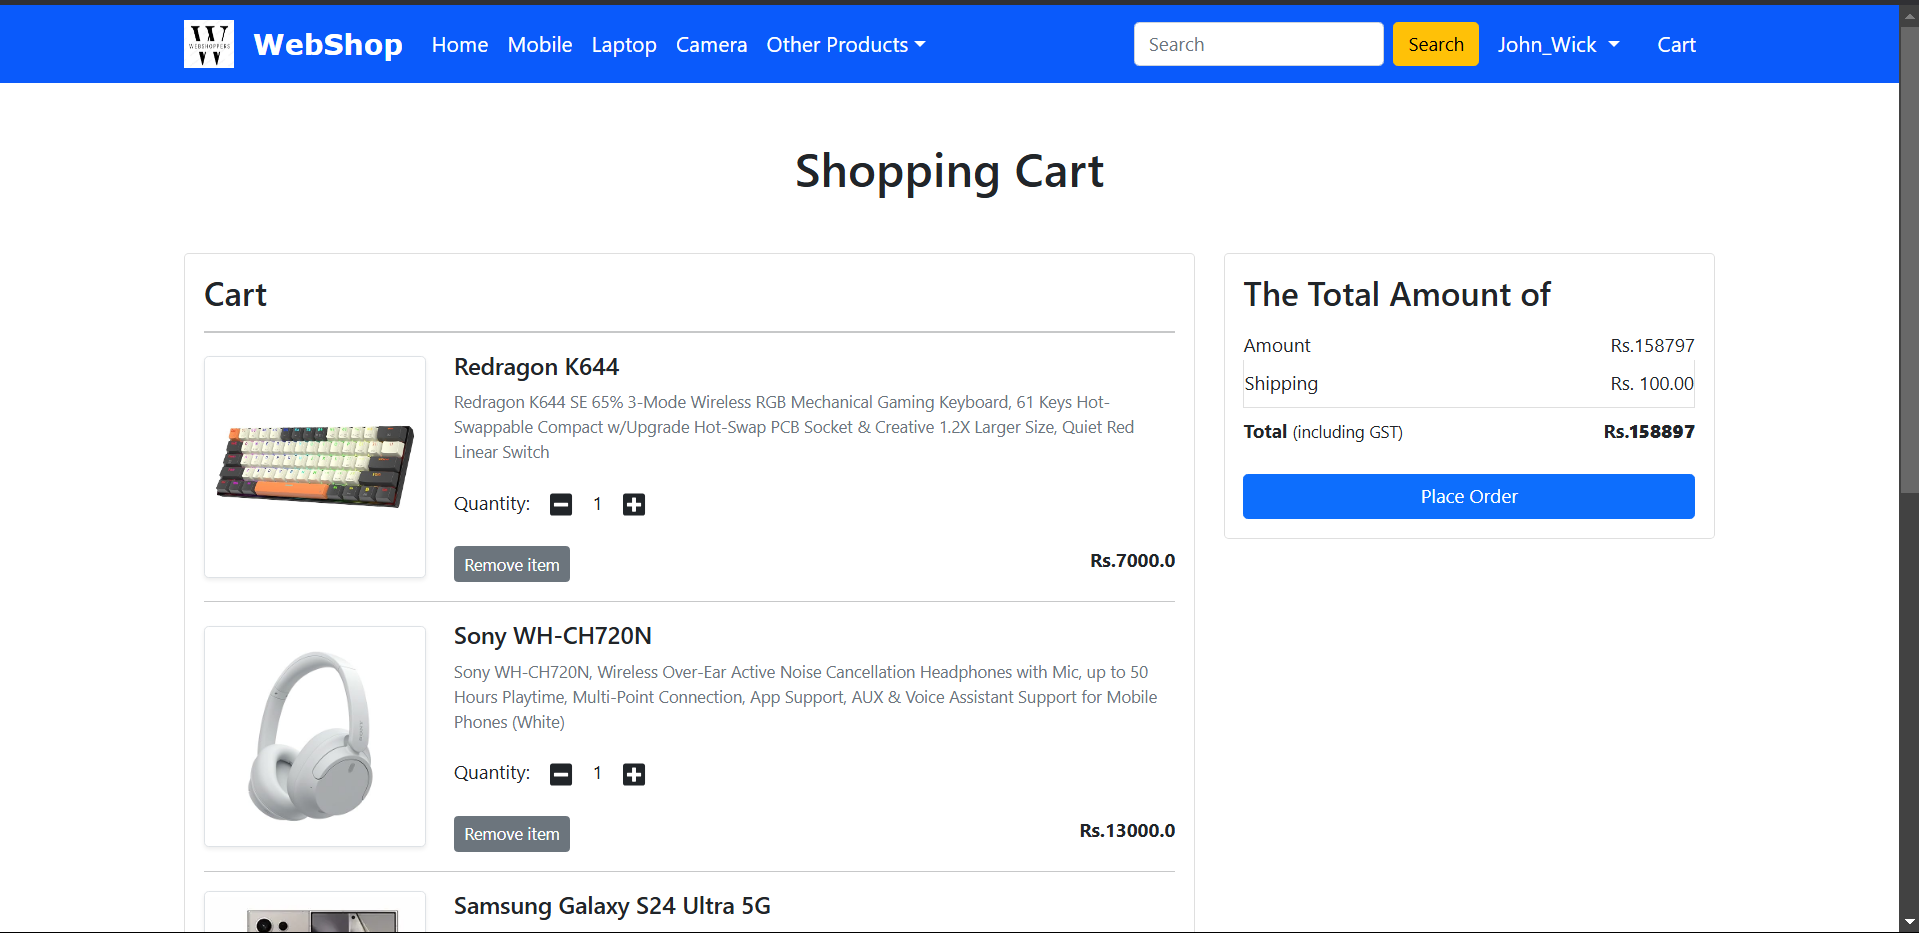 WEBSHOPPERS
WebShop
Home
Mobile
Laptop
Camera
Other Products
Search
Search
John_Wick
Cart
Shopping Cart
Cart
Redragon K644
Redragon K644 SE 65% 3-Mode Wireless RGB Mechanical Gaming Keyboard, 61 Keys Hot-
Swappable Compact w/Upgrade Hot-Swap PCB Socket & Creative 1.2X Larger Size, Quiet Red
Linear Switch
Quantity: 1
Remove item
Rs.7000.0
Sony WH-CH720N
Sony WH-CH720N, Wireless Over-Ear Active Noise Cancellation Headphones with Mic, up to 50
Hours Playtime, Multi-Point Connection, App Support, AUX & Voice Assistant Support for Mobile
Phones (White)
Quantity: 1
Remove item
Rs.13000.0
Samsung Galaxy S24 Ultra 5G
The Total Amount of
Amount Rs.158797
Shipping Rs. 100.00
Total (including GST) Rs.158897
Place Order